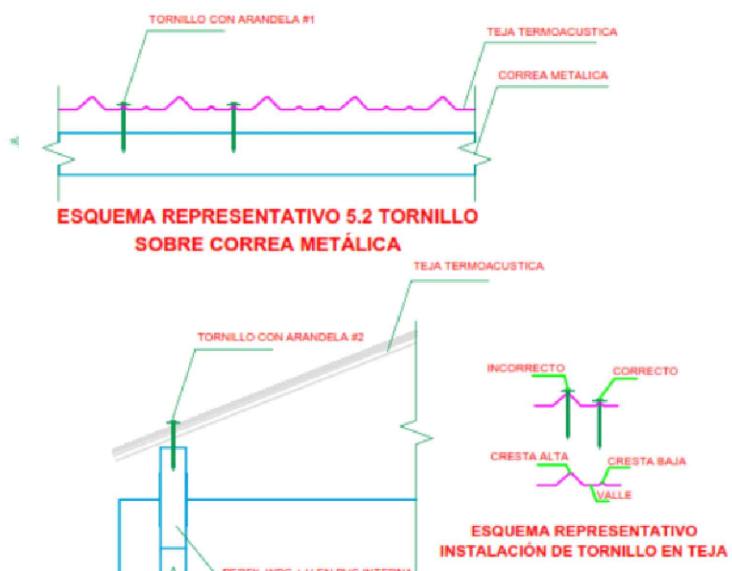 TORNILLO CON ARANDELA #1
TEJA TERMOACUSTICA
CORREA METALICA
ESQUEMA REPRESENTATIVO 5.2 TORNILLO
SOBRE CORREA METÁLICA
TEJA TERMOACUSTICA
TORNILLO CON ARANDELA #2
INCORRECTO
CORRECTO
CRESTA ALTA
CRESTA BAJA
VALLE
ESQUEMA REPRESENTATIVO
INSTALACIÓN DE TORNILLO EN TEJA